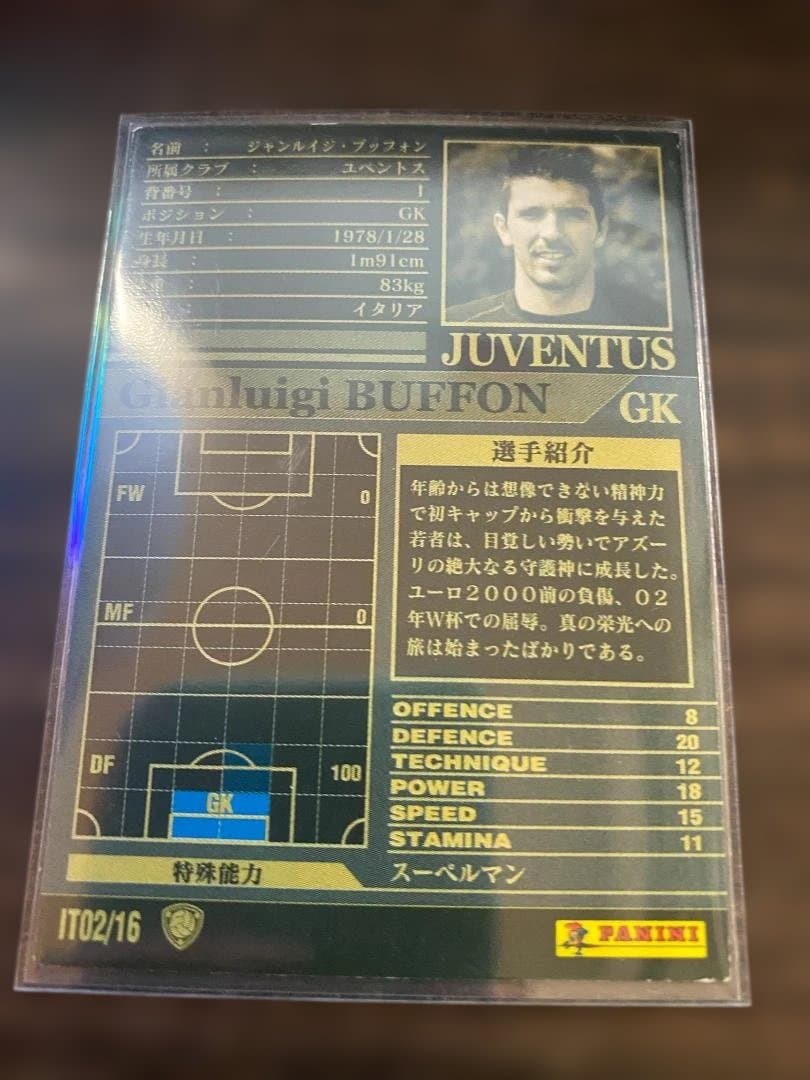 名前 : ジャンルイジ・ブッフォン
所属クラブ : ユベントス
背番号 : 1
ポジション : GK
生年月日 : 1978/1/28
身長 : 1m91cm
: 83kg
: イタリア
JUVENTUS
Gianluigi BUFFON
GK
選手紹介
年齢からは想像できない精神力
で初キャップから衝撃を与えた
若者は、目覚しい勢いでアズー
リの絶大なる守護神に成長した。
ユーロ2000前の負傷、02
年W杯での屈辱。真の栄光への
旅は始まったばかりである。
FW 0
MF 0
DF 100
GK
OFFENCE 8
DEFENCE 20
TECHNIQUE 12
POWER 18
SPEED 15
STAMINA 11
特殊能力 スーペルマン
IT02/16
PANINI